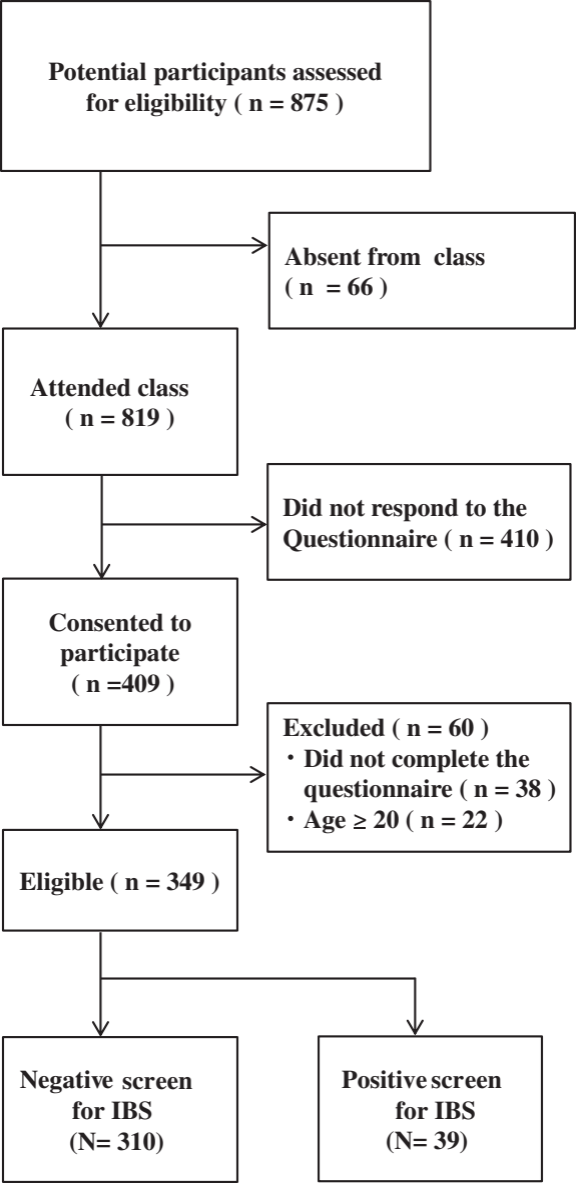 Potential participants assessed
for eligibility ( n = 875 )
Absent from class
( n = 66 )
Attended class
( n = 819 )
Did not respond to the
Questionnaire ( n = 410 )
Consented to
participate
( n =409 )
Excluded ( n = 60 )
・Did not complete the
questionnaire ( n = 38 )
・Age ≥ 20 ( n = 22 )
Eligible ( n = 349 )
Negative screen
for IBS
(N= 310)
Positive screen
for IBS
(N= 39)